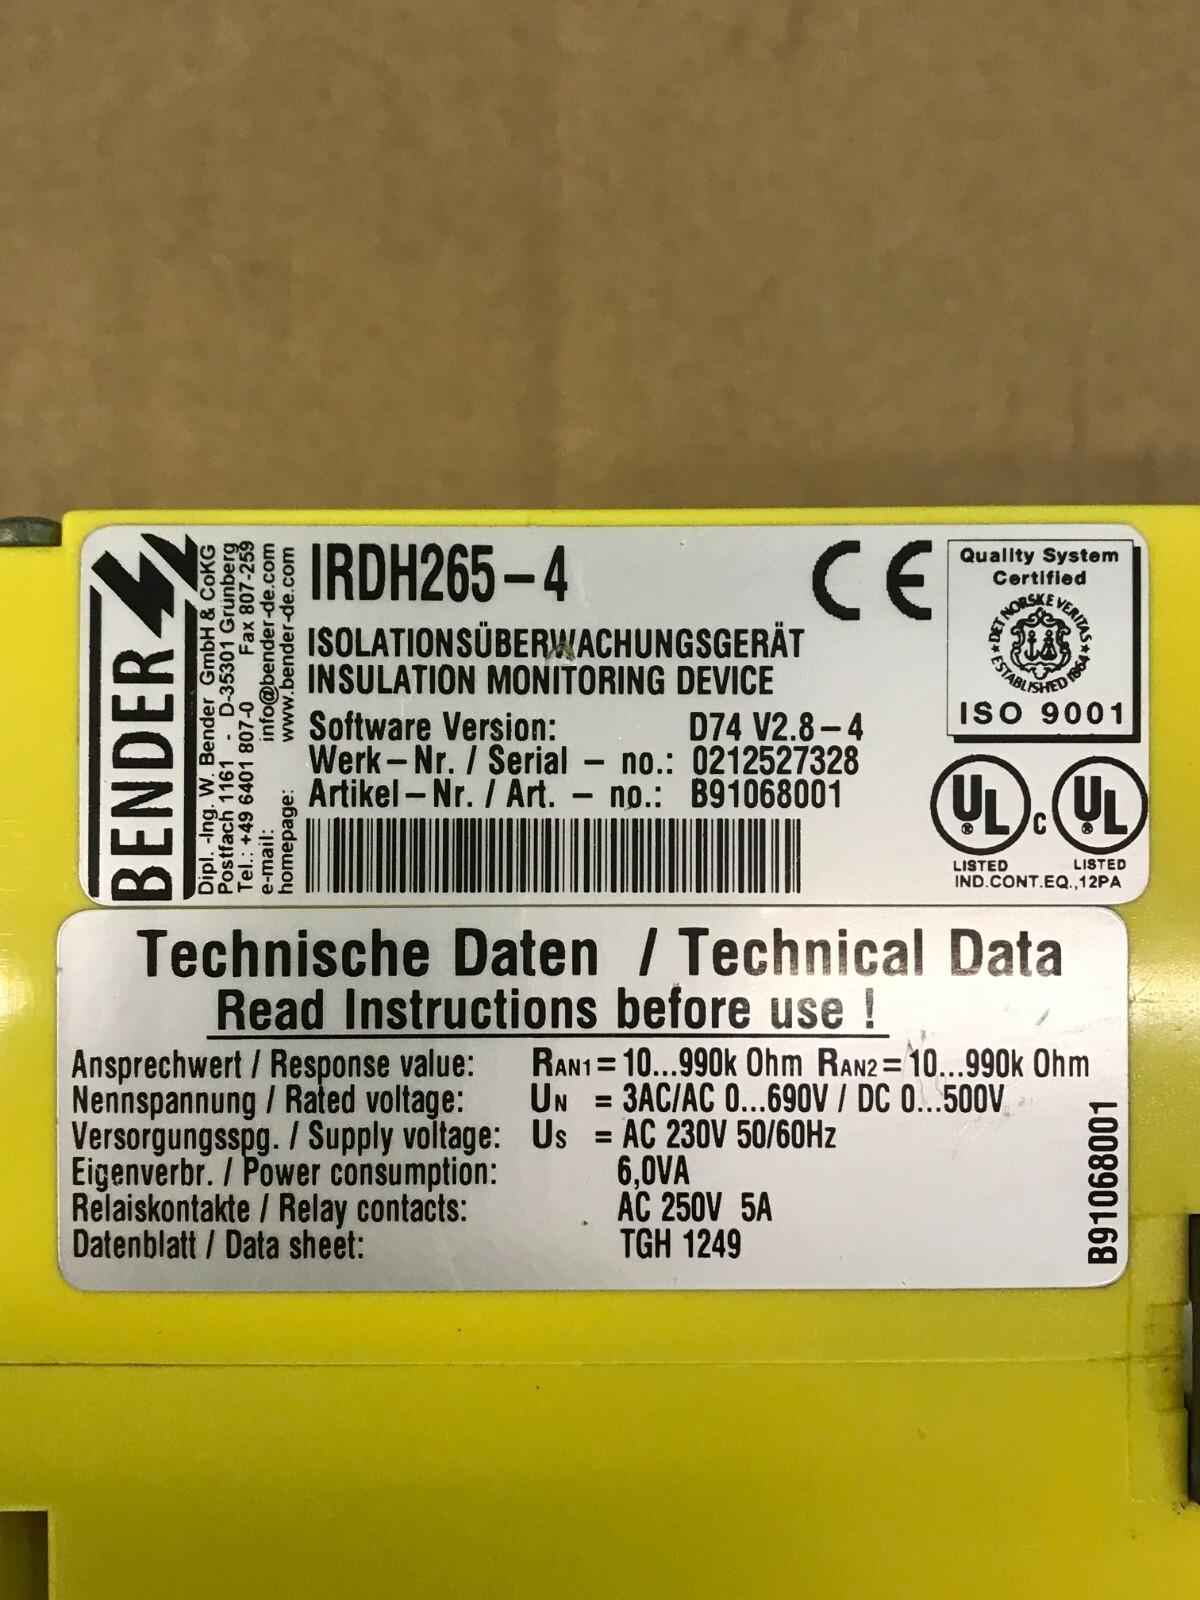 BENDER
Dipl.-Ing. W. Bender GmbH & CoKG
Postfach 1161 - D-35301 Grünberg
Tel.: +49 6401 807-0 Fax 807-259
e-mail: info@bender-de.com
homepage: www.bender-de.com
IRDH265-4
ISOLATIONSÜBERWACHUNGSGERÄT
INSULATION MONITORING DEVICE
Software Version: D74 V2.8-4
Werk-Nr. / Serial - no.: 0212527328
Artikel-Nr. / Art. - no.: B91068001
CE
Quality System
Certified
DET NORSKE VERITAS
ESTABLISHED 1864
ISO 9001
UL ® C UL ®
LISTED LISTED
IND.CONT.EQ.,12PA
Technische Daten / Technical Data
Read Instructions before use !
Ansprechwert / Response value: RAN1 = 10...990k Ohm RAN2 = 10...990k Ohm
Nennspannung / Rated voltage: UN = 3AC/AC 0...690V / DC 0...500V
Versorgungsspg. / Supply voltage: US = AC 230V 50/60Hz
Eigenverbr. / Power consumption: 6,0VA
Relaiskontakte / Relay contacts: AC 250V 5A
Datenblatt / Data sheet: TGH 1249
B91068001